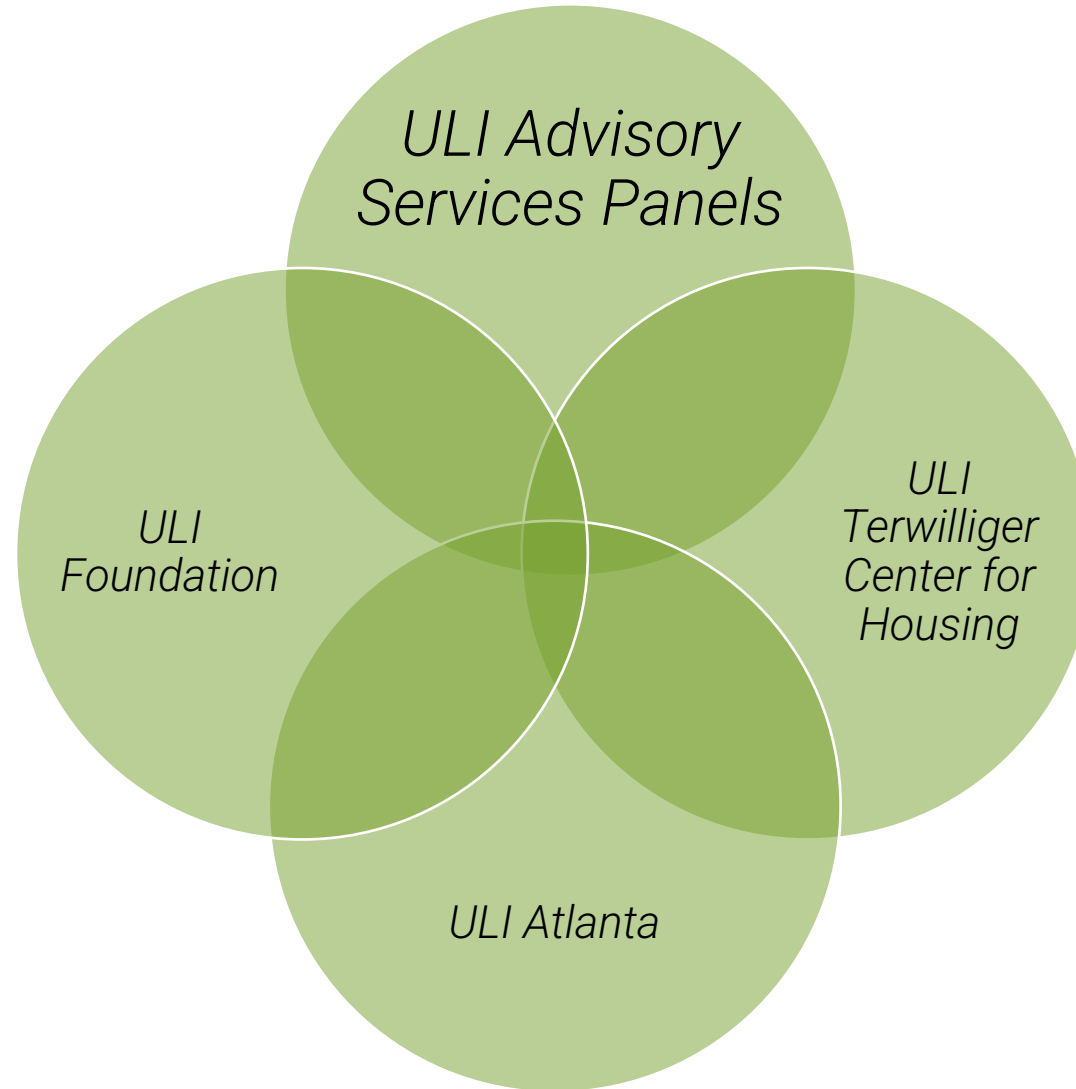 ULI Advisory
Services Panels
ULI
Foundation
ULI
Terwilliger
Center for
Housing
ULI Atlanta